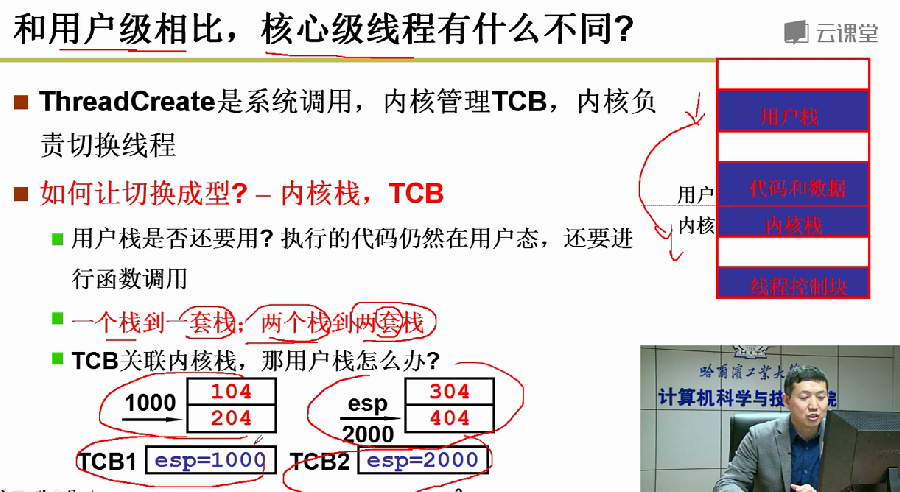 和用户级相比，核心级线程有什么不同?
云课堂
ThreadCreate是系统调用，内核管理TCB，内核负
责切换线程
如何让切换成型? – 内核栈，TCB
用户栈是否还要用? 执行的代码仍然在用户态，还要进
行函数调用
一个栈到一套栈；两个栈到两套栈
TCB关联内核栈，那用户栈怎么办?
用户栈
代码和数据
用户
内核
内核栈
线程控制块
1000
104
204
esp
2000
304
404
TCB1 esp=1000
TCB2 esp=2000
哈尔滨工业大学
计算机科学与技术学院